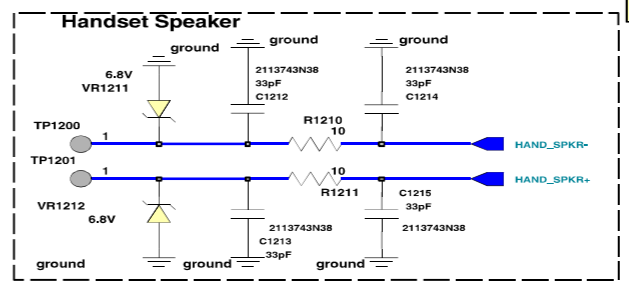 Handset Speaker
ground
ground
ground
6.8V
VR1211
2113743N38
33pF
C1212
2113743N38
33pF
C1214
TP1200
1
R1210
10
HAND_SPKR-
TP1201
1
10
R1211
HAND_SPKR+
VR1212
6.8V
C1215
33pF
2113743N38
2113743N38
C1213
33pF
ground
ground
ground